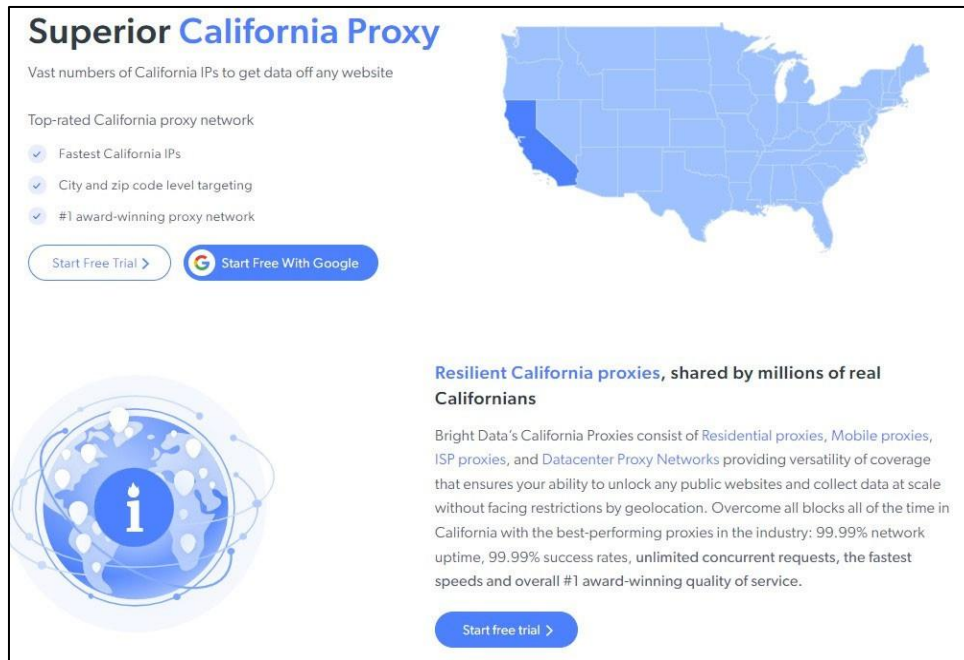 Superior California Proxy
Vast numbers of California IPs to get data off any website
Top-rated California proxy network
Fastest California IPs
City and zip code level targeting
#1 award-winning proxy network
Start Free Trial >
G Start Free With Google
Resilient California proxies, shared by millions of real
Californians
Bright Data's California Proxies consist of Residential proxies, Mobile proxies,
ISP proxies, and Datacenter Proxy Networks providing versatility of coverage
that ensures your ability to unlock any public websites and collect data at scale
without facing restrictions by geolocation. Overcome all blocks all of the time in
California with the best-performing proxies in the industry: 99.99% network
uptime, 99.99% success rates, unlimited concurrent requests, the fastest
speeds and overall #1 award-winning quality of service.
i
Start free trial >